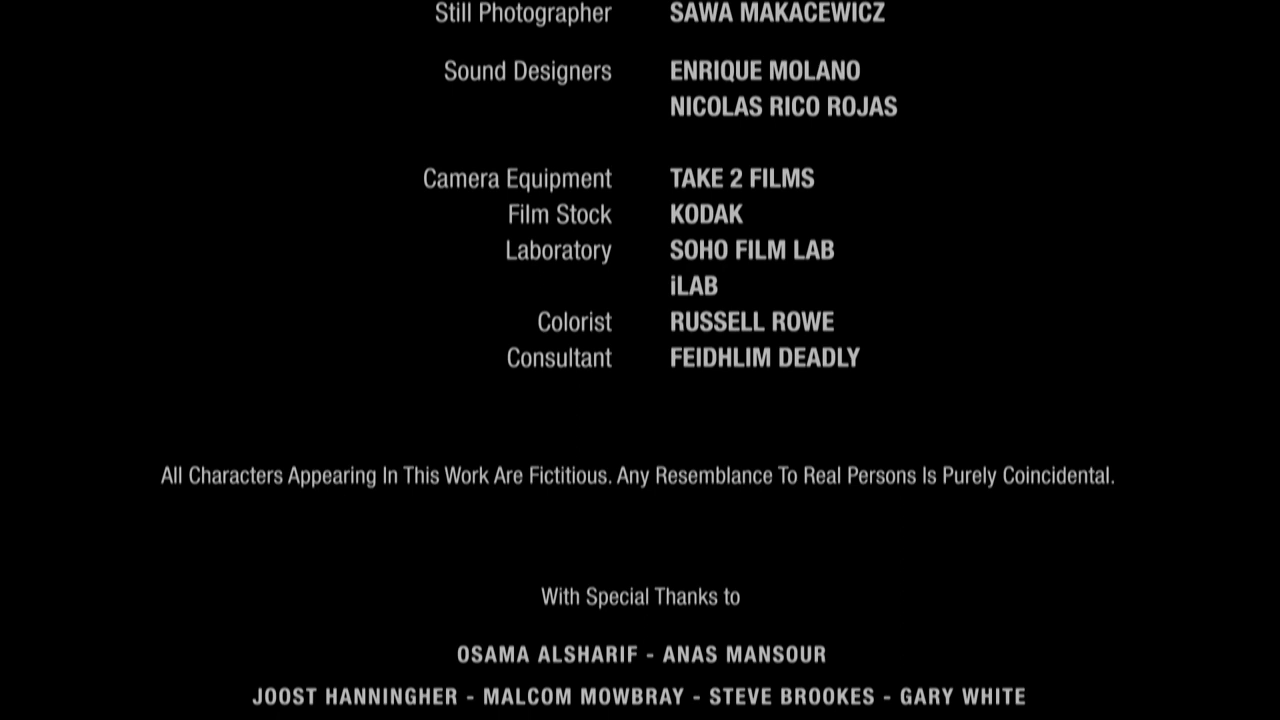 Still Photographer SAWA MAKACEWICZ
Sound Designers ENRIQUE MOLANO
NICOLAS RICO ROJAS
Camera Equipment TAKE 2 FILMS
Film Stock KODAK
Laboratory SOHO FILM LAB
iLAB
Colorist RUSSELL ROWE
Consultant FEIDHLIM DEADLY
All Characters Appearing In This Work Are Fictitious. Any Resemblance To Real Persons Is Purely Coincidental.
With Special Thanks to
OSAMA ALSHARIF - ANAS MANSOUR
JOOST HANNINGHER - MALCOM MOWBRAY - STEVE BROOKES - GARY WHITE